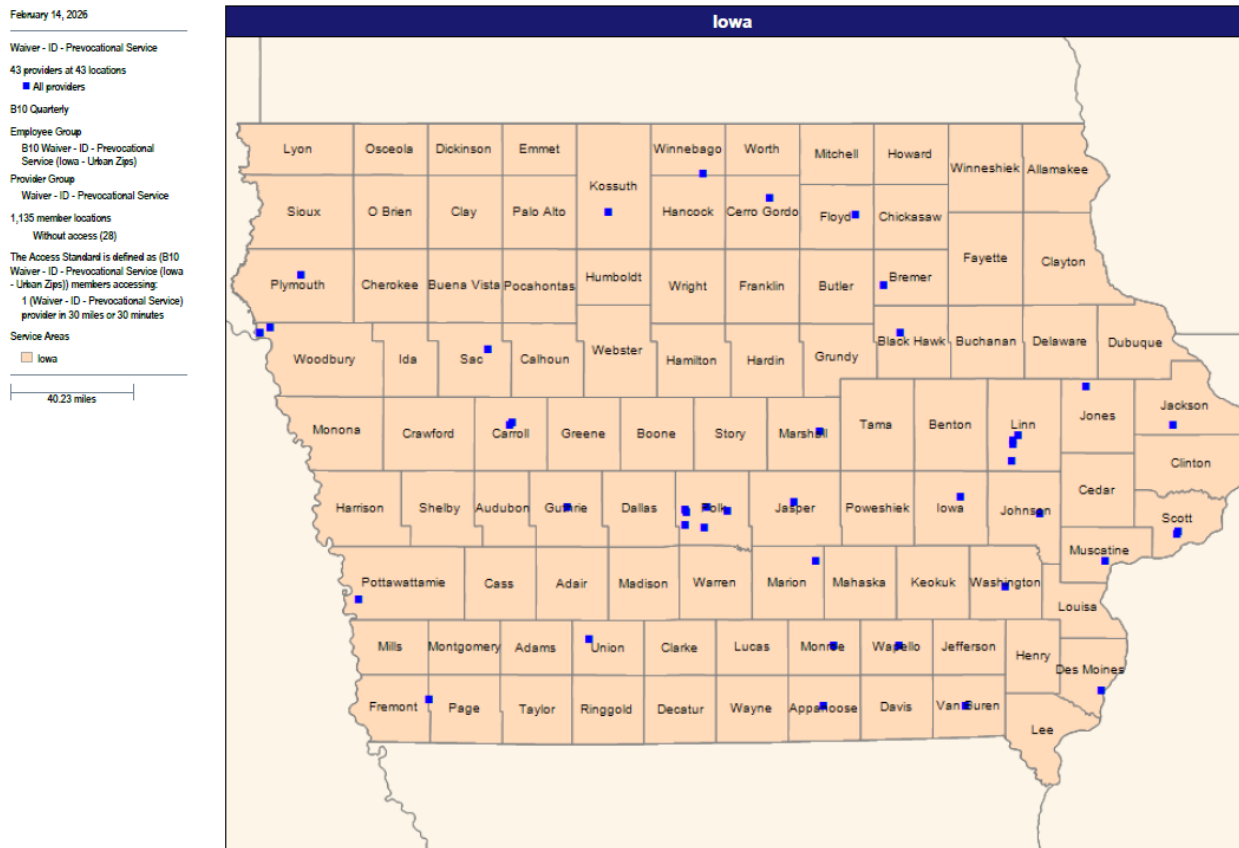 February 14, 2026
Waiver - ID - Prevocational Service
43 providers at 43 locations
All providers
B10 Quarterly
Employee Group
B10 Waiver - ID - Prevocational
Service (Iowa - Urban Zips)
Provider Group
Waiver - ID - Prevocational Service
1,135 member locations
Without access (28)
The Access Standard is defined as (B10
Waiver - ID - Prevocational Service (Iowa
- Urban Zips)) members accessing:
1 (Waiver - ID - Prevocational Service)
provider in 30 miles or 30 minutes
Service Areas
Iowa
40.23 miles
Iowa
Lyon Osceola Dickinson Emmet Winnebago Worth Mitchell Howard
Winneshiek Allamakee
Kossuth
Sioux O Brien Clay Palo Alto Hancock Cerro Gordo Floyd Chickasaw
Fayette Clayton
Plymouth Cherokee Buena Vista Pocahontas Humboldt Wright Franklin Butler Bremer
Woodbury Ida Sac Calhoun Webster Hamilton Hardin Grundy Black Hawk Buchanan Delaware Dubuque
Monona Crawford Carroll Greene Boone Story Marshall Tama Benton Linn Jones Jackson
Clinton
Harrison Shelby Audubon Guthrie Dallas Polk Jasper Poweshiek Iowa Johnson Cedar Scott
Muscatine
Pottawattamie Cass Adair Madison Warren Marion Mahaska Keokuk Washington
Louisa
Mills Montgomery Adams Union Clarke Lucas Monroe Wapello Jefferson Henry Des Moines
Fremont Page Taylor Ringgold Decatur Wayne Appanoose Davis Van Buren
Lee